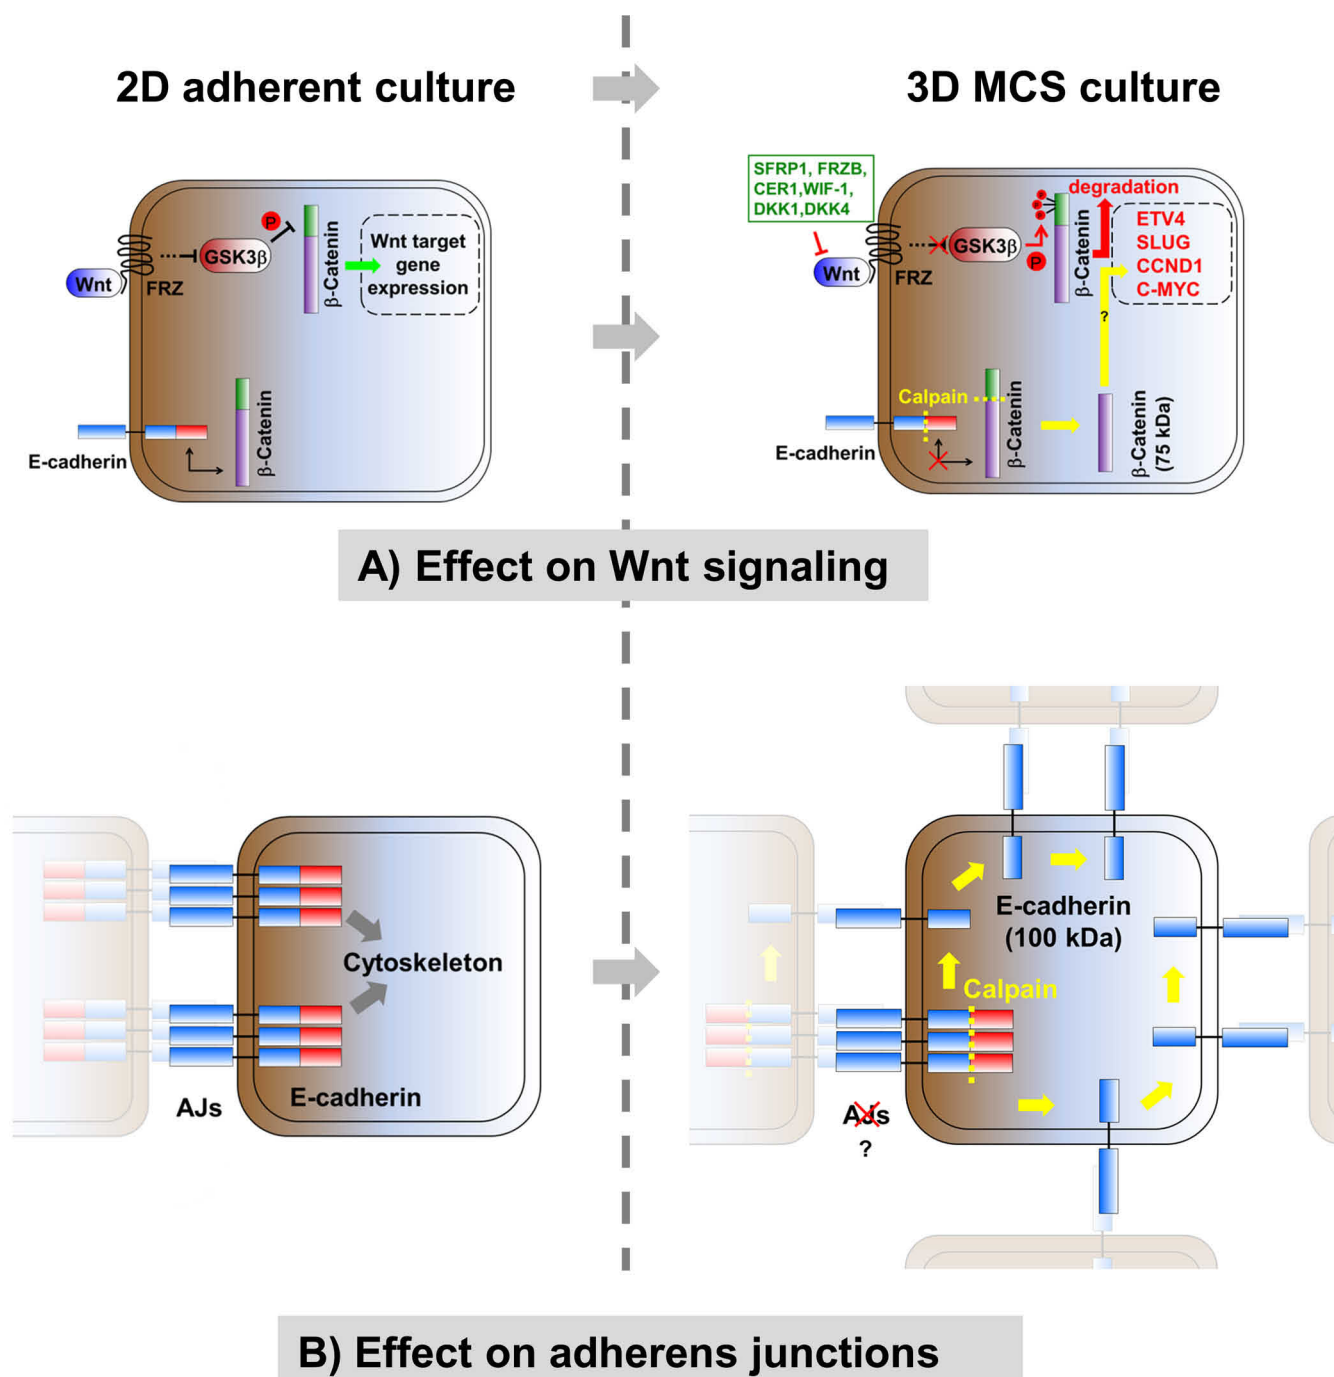 2D adherent culture
3D MCS culture
Wnt
FRZ
GSK3β
P
β-Catenin
Wnt target
gene
expression
E-cadherin
β-Catenin
SFRP1, FRZB,
CER1,WIF-1,
DKK1,DKK4
Wnt
FRZ
GSK3β
P
P
P
P
β-Catenin
degradation
ETV4
SLUG
CCND1
C-MYC
?
Calpain
E-cadherin
β-Catenin
β-Catenin
(75 kDa)
A) Effect on Wnt signaling
Cytoskeleton
E-cadherin
AJs
E-cadherin
(100 kDa)
Calpain
AJs
?
B) Effect on adherens junctions